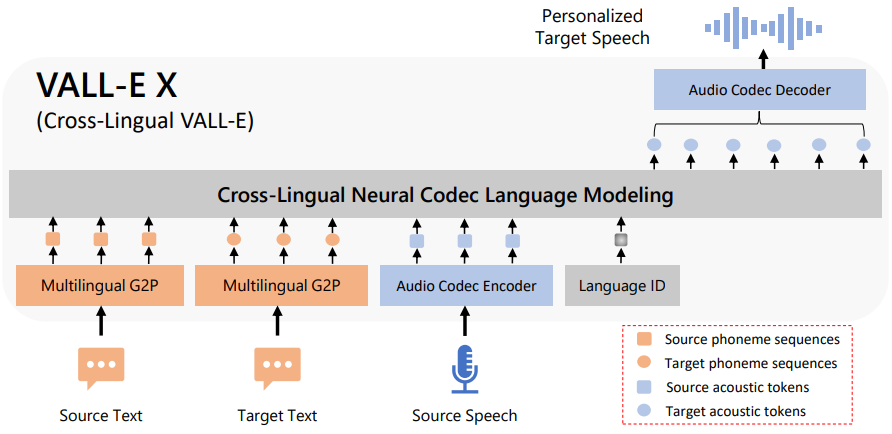 Personalized
Target Speech
VALL-E X
(Cross-Lingual VALL-E)
Audio Codec Decoder
Cross-Lingual Neural Codec Language Modeling
Multilingual G2P
Multilingual G2P
Audio Codec Encoder
Language ID
Source Text
Target Text
Source Speech
Source phoneme sequences
Target phoneme sequences
Source acoustic tokens
Target acoustic tokens